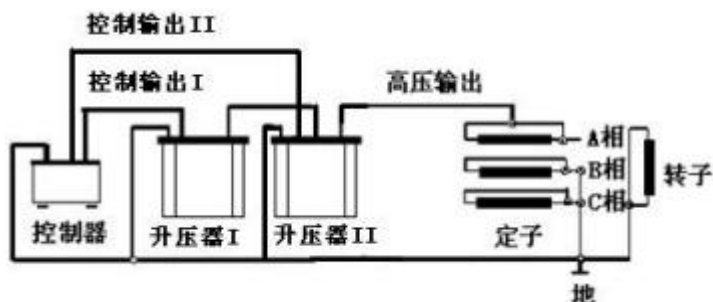 控制输出II
控制输出I
高压输出
A相
B相
C相
转子
控制器
升压器I
升压器II
定子
地